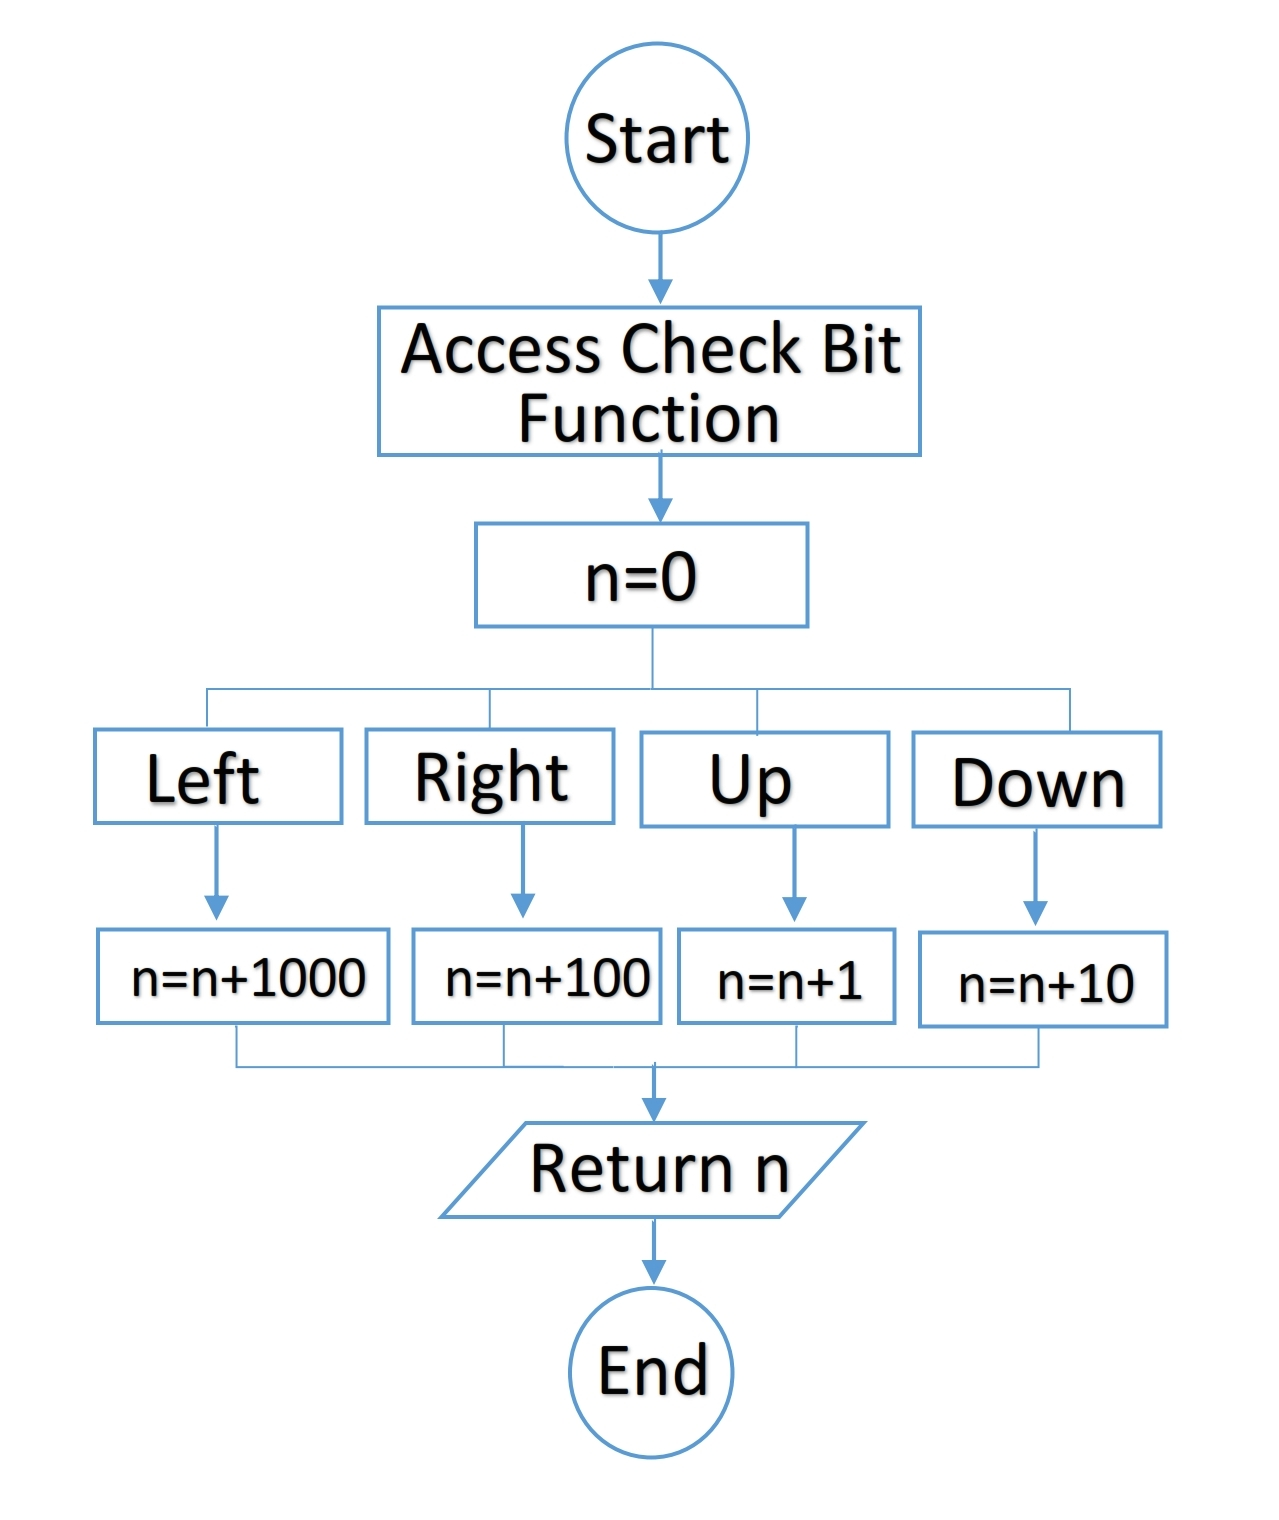 Start
Access Check Bit
Function
n=0
Left
Right
Up
Down
n=n+1000
n=n+100
n=n+1
n=n+10
Return n
End